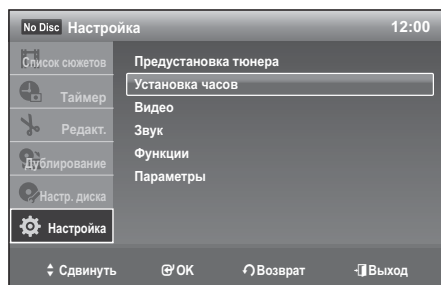 No Disc Настройка 12:00
Список сюжетов
Таймер
Редакт.
Дублирование
Настр. диска
Настройка
Предустановка тюнера
Установка часов
Видео
Звук
Функции
Параметры
Сдвинуть OK Возврат Выход